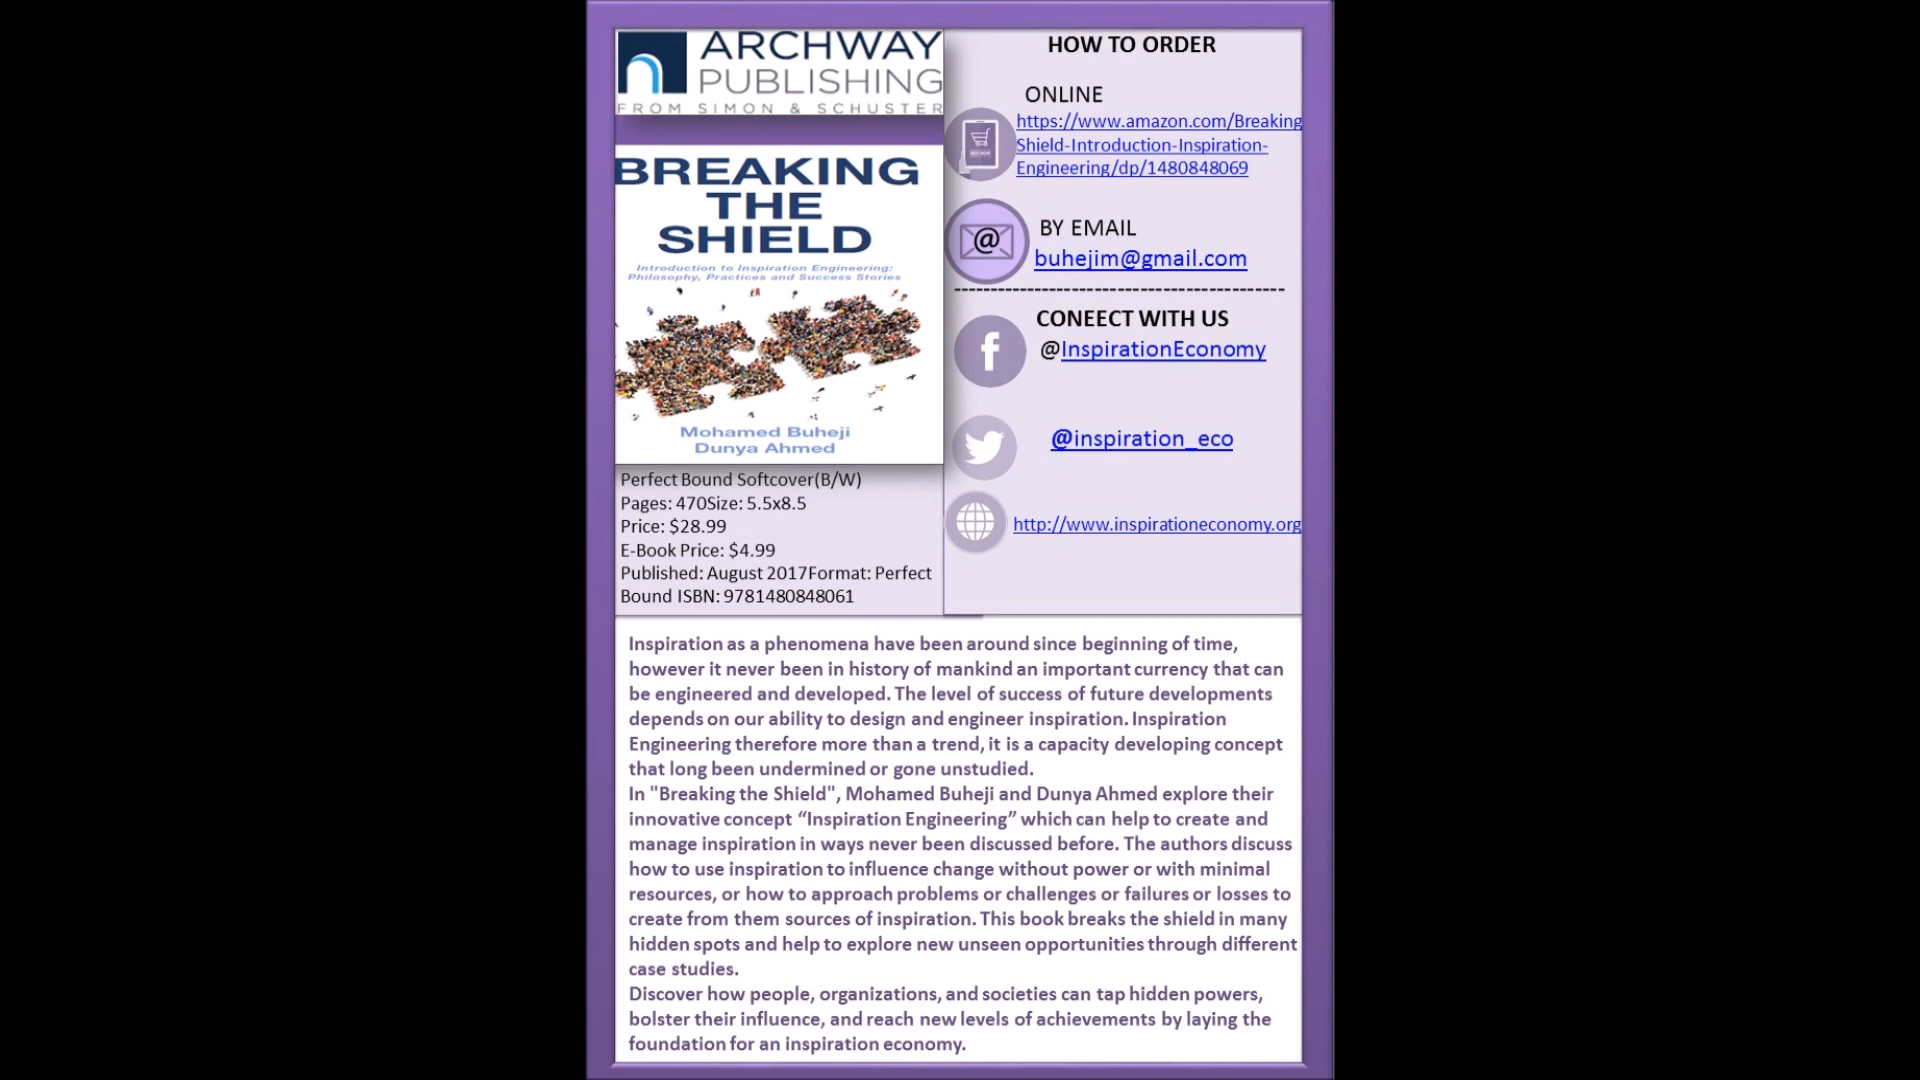 ARCHWAY
PUBLISHING
FROM SIMON & SCHUSTER
BREAKING
THE
SHIELD
Introduction to Inspiration Engineering:
Philosophy, Practices and Success Stories
Mohamed Buheji
Dunya Ahmed
Perfect Bound Softcover(B/W)
Pages: 470Size: 5.5x8.5
Price: $28.99
E-Book Price: $4.99
Published: August 2017Format: Perfect
Bound ISBN: 9781480848061
HOW TO ORDER
ONLINE
https://www.amazon.com/Breaking
Shield-Introduction-Inspiration-
Engineering/dp/1480848069
@
BY EMAIL
buhejim@gmail.com
CONEECT WITH US
@InspirationEconomy
@inspiration_eco
http://www.inspirationeconomy.org
Inspiration as a phenomena have been around since beginning of time,
however it never been in history of mankind an important currency that can
be engineered and developed. The level of success of future developments
depends on our ability to design and engineer inspiration. Inspiration
Engineering therefore more than a trend, it is a capacity developing concept
that long been undermined or gone unstudied.
In "Breaking the Shield", Mohamed Buheji and Dunya Ahmed explore their
innovative concept “Inspiration Engineering” which can help to create and
manage inspiration in ways never been discussed before. The authors discuss
how to use inspiration to influence change without power or with minimal
resources, or how to approach problems or challenges or failures or losses to
create from them sources of inspiration. This book breaks the shield in many
hidden spots and help to explore new unseen opportunities through different
case studies.
Discover how people, organizations, and societies can tap hidden powers,
bolster their influence, and reach new levels of achievements by laying the
foundation for an inspiration economy.